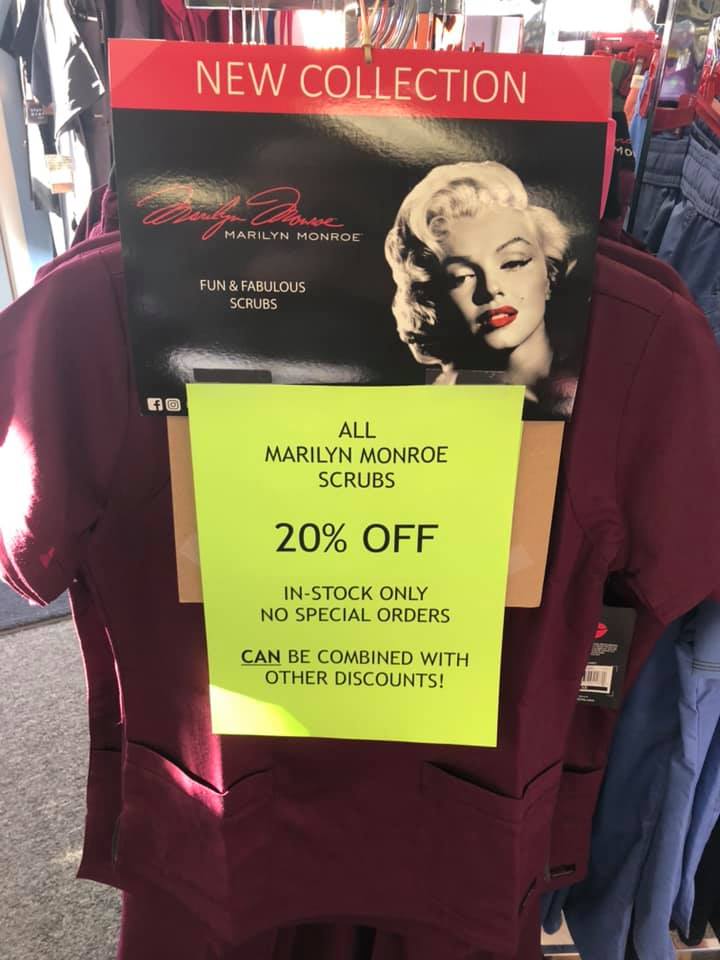 NEW COLLECTION
Marilyn Monroe
MARILYN MONROE
FUN & FABULOUS
SCRUBS
ALL
MARILYN MONROE
SCRUBS
20% OFF
IN-STOCK ONLY
NO SPECIAL ORDERS
CAN BE COMBINED WITH
OTHER DISCOUNTS!